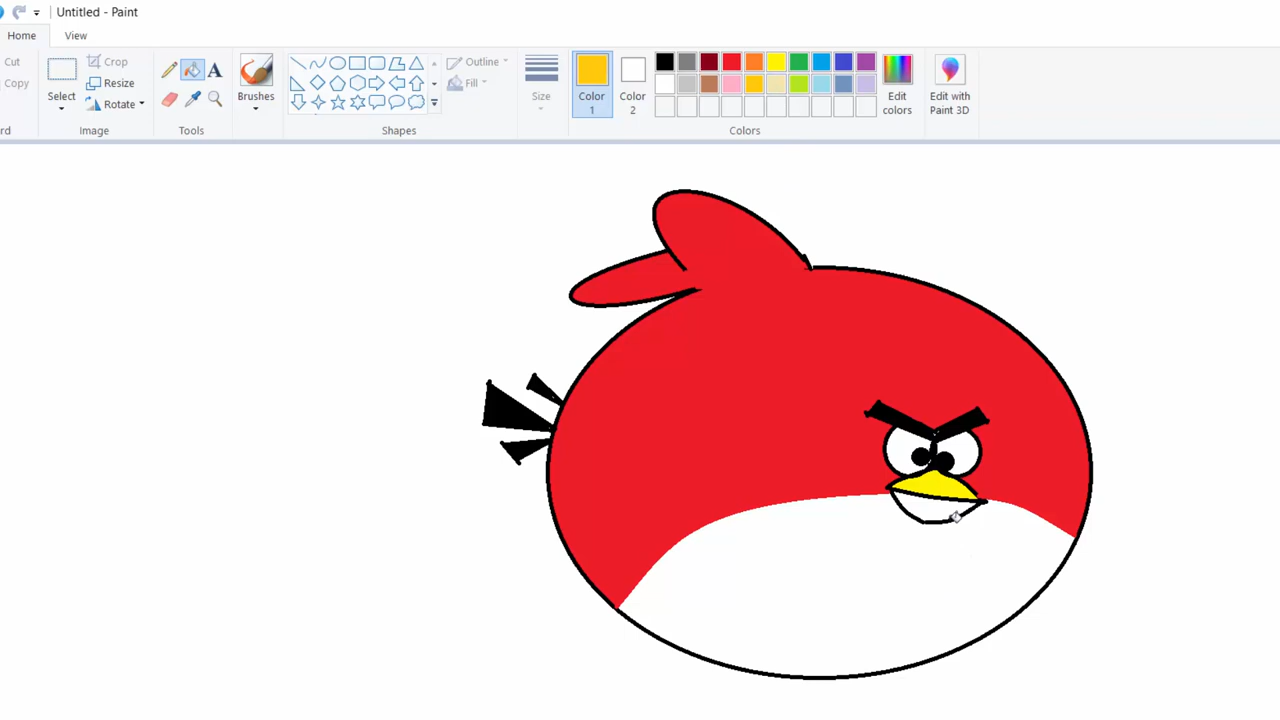 Untitled - Paint
Home View
Cut
Copy
rd
Select
Crop
Resize
Rotate
Image
A
Tools
Brushes
Shapes
Outline
Fill
Size
Color 1
Color 2
Colors
Edit colors
Edit with Paint 3D